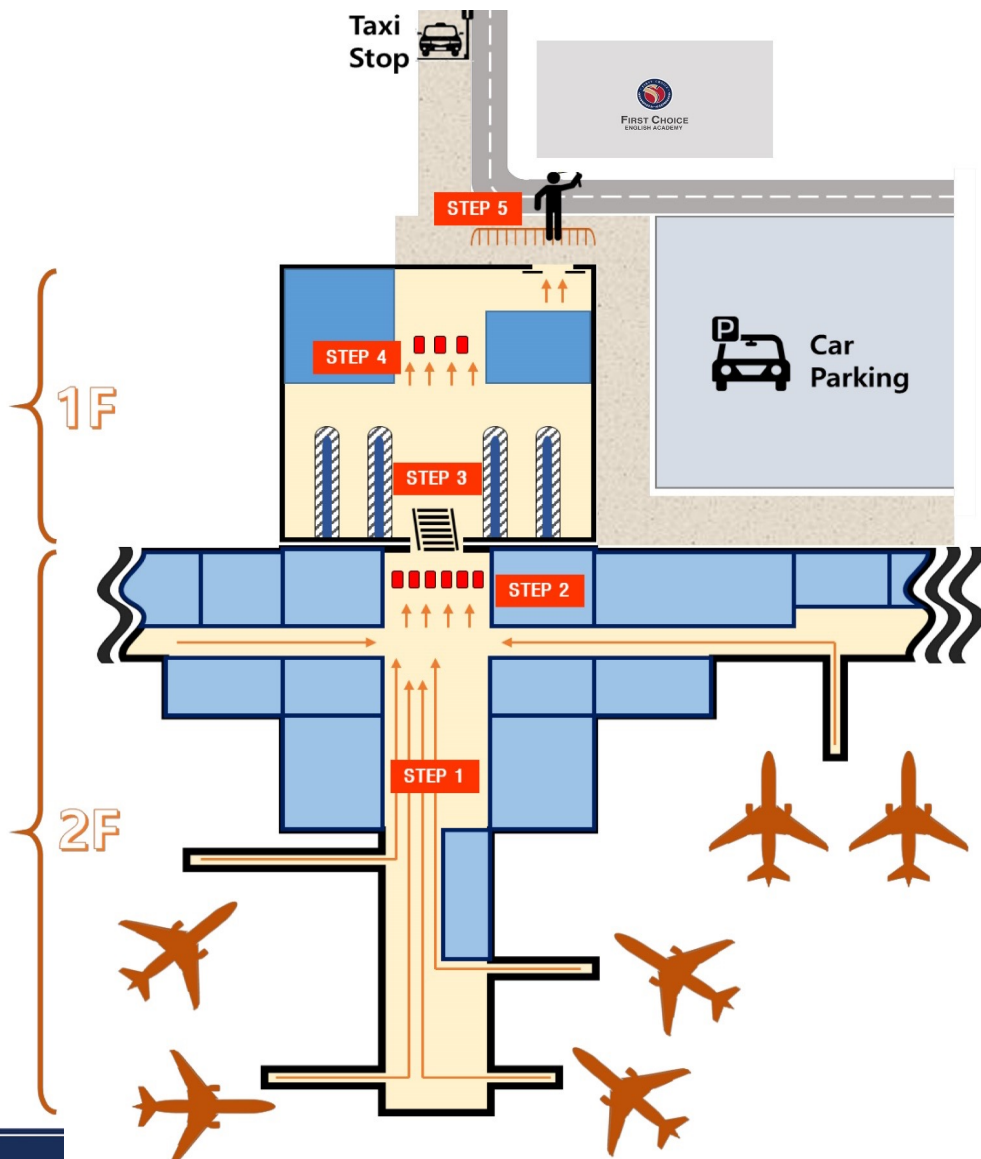 Taxi
Stop
FIRST CHOICE
ENGLISH ACADEMY
STEP 5
P
Car
Parking
STEP 4
1F
STEP 3
STEP 2
STEP 1
2F